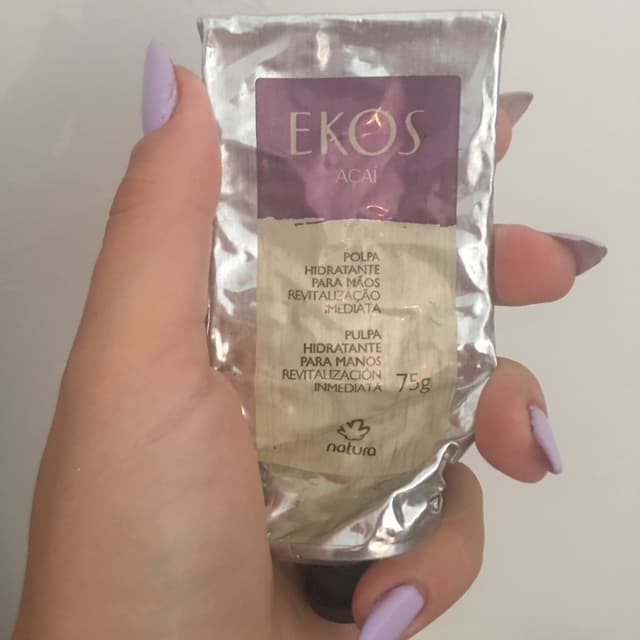 EKOS
AÇAÍ
POLPA
HIDRATANTE
PARA MÃOS
REVITALIZAÇÃO
IMEDIATA
PULPA
HIDRATANTE
PARA MANOS
REVITALIZACIÓN
INMEDIATA 75g
natura